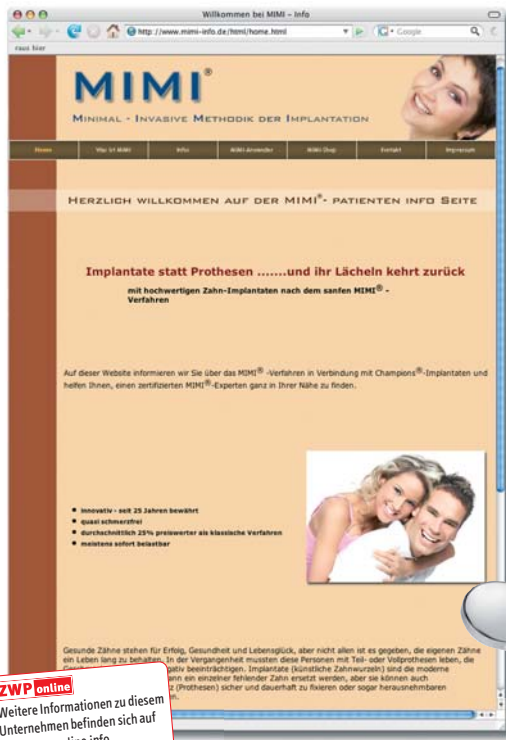 Willkommen bei MIMI – Info
http://www.mimi-info.de/html/home.html
Google
raus hier
MIMI®
MINIMAL - INVASIVE METHODIK DER IMPLANTATION
Home Was ist MIMI Infos MIMI-Anwender MIMI-Shop Kontakt Impressum
HERZLICH WILLKOMMEN AUF DER MIMI®- PATIENTEN INFO SEITE
Implantate statt Prothesen .......und ihr Lächeln kehrt zurück
mit hochwertigen Zahn-Implantaten nach dem sanfen MIMI® -
Verfahren
Auf dieser Website informieren wir Sie über das MIMI® -Verfahren in Verbindung mit Champions®-Implantaten und
helfen Ihnen, einen zertifizierten MIMI®-Experten ganz in Ihrer Nähe zu finden.
• innovativ - seit 25 Jahren bewährt
• quasi schmerzfrei
• durchschnittlich 25% preiswerter als klassische Verfahren
• meistens sofort belastbar
Gesunde Zähne stehen für Erfolg, Gesundheit und Lebensglück, aber nicht allen ist es gegeben, die eigenen Zähne
ein Leben lang zu behalten. In der Vergangenheit mussten diese Personen mit Teil- oder Vollprothesen leben, die
beeinträchtigen. Implantate (künstliche Zahnwurzeln) sind die moderne
ein einzelner fehlender Zahn ersetzt werden, aber sie können auch
(Prothesen) sicher und dauerhaft zu fixieren oder sogar herausnehmbaren
ZWP online
Weitere Informationen zu diesem
Unternehmen befinden sich auf